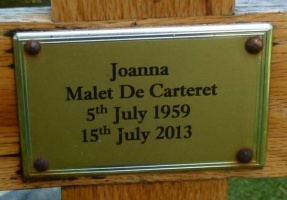 Joanna
Malet De Carteret
5th July 1959
15th July 2013